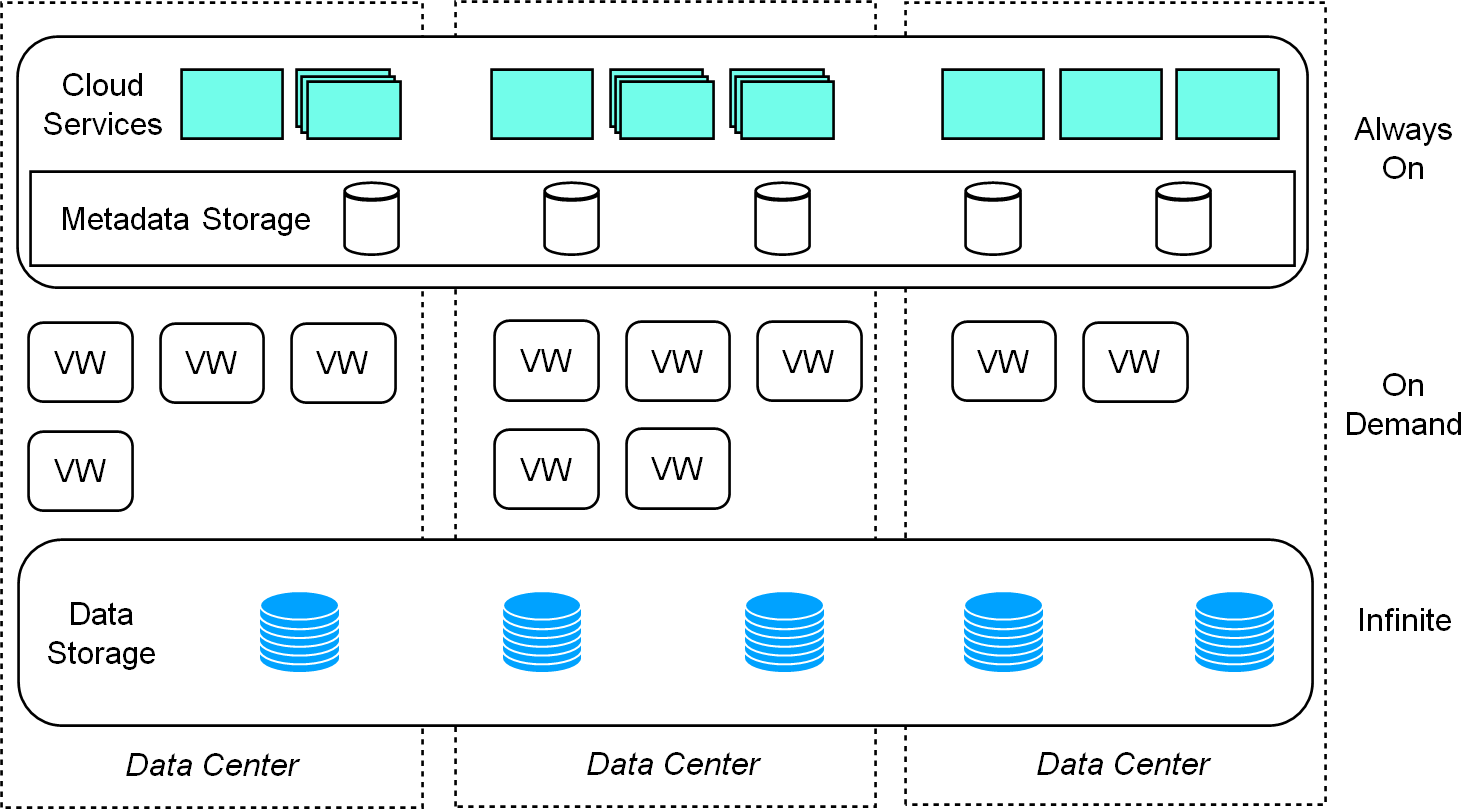 Cloud
Services
Always
On
Metadata Storage
VW VW VW VW VW VW VW VW
On
Demand
VW VW VW
Data
Storage
Infinite
Data Center Data Center Data Center